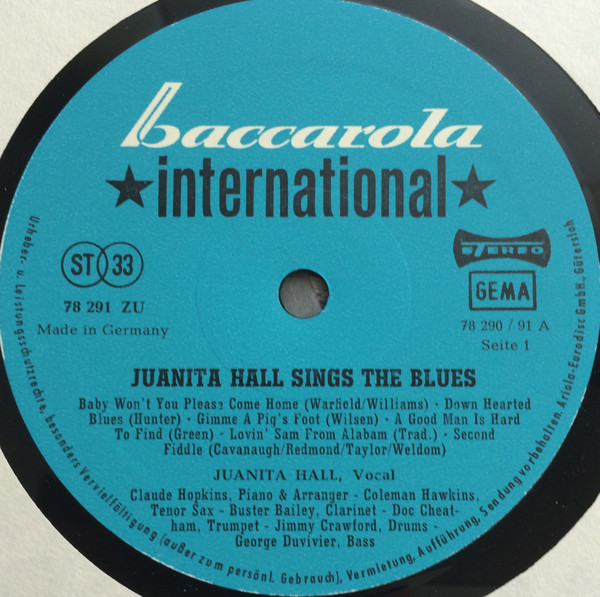 baccarola
★international★
ST 33
STEREO
GEMA
78 291 ZU
Made in Germany
78 290 / 91 A
Seite 1
JUANITA HALL SINGS THE BLUES
Baby Won't You Please Come Home (Warfield/Williams) · Down Hearted
Blues (Hunter) · Gimme A Pig's Foot (Wilsen) · A Good Man Is Hard
To Find (Green) · Lovin' Sam From Alabam (Trad.) · Second
Fiddle (Cavanaugh/Redmond/Taylor/Weldom)
JUANITA HALL, Vocal
Claude Hopkins, Piano & Arranger - Coleman Hawkins,
Tenor Sax - Buster Bailey, Clarinet - Doc Cheat-
ham, Trumpet - Jimmy Crawford, Drums -
George Duvivier, Bass
Urheber- u. Leistungsschutzrechte, besonders Vervielfältigung (außer zum persönl. Gebrauch), Vermietung, Aufführung, Sendung vorbehalten. Ariola-Eurodisc GmbH., Gütersloh